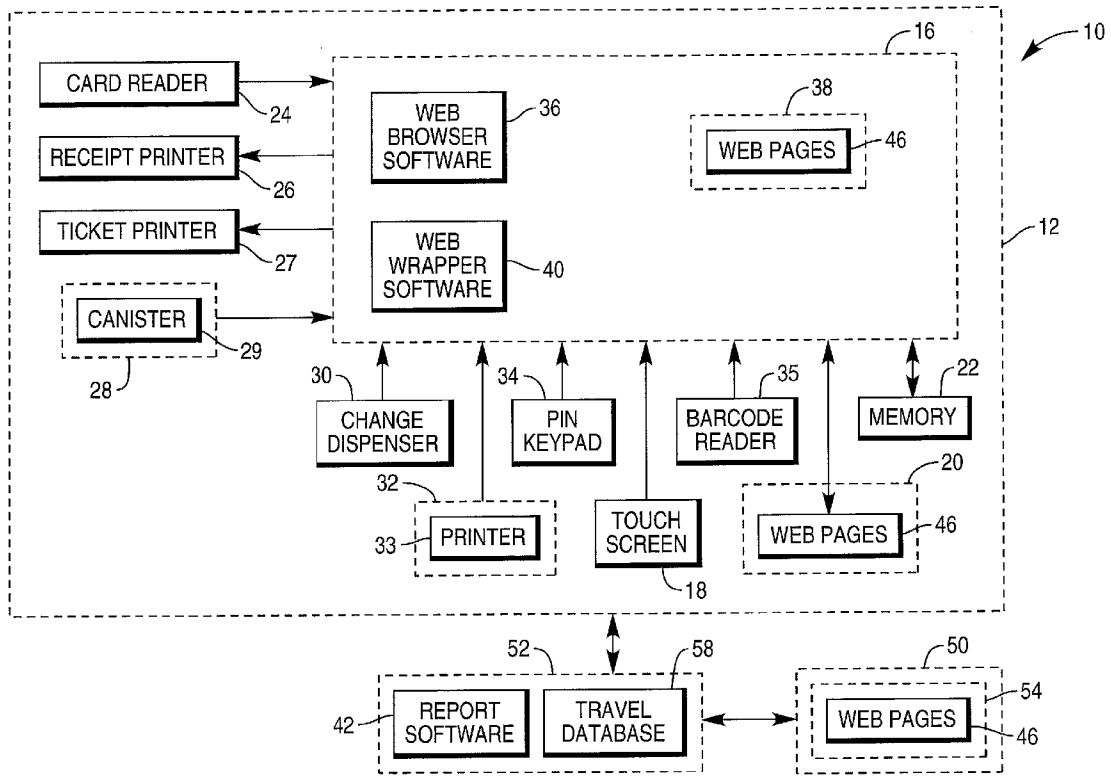 10
16
CARD READER
24
RECEIPT PRINTER
26
TICKET PRINTER
27
CANISTER
29
28
WEB
BROWSER
SOFTWARE
36
38
WEB PAGES
46
WEB
WRAPPER
SOFTWARE
40
12
30
CHANGE
DISPENSER
34
PIN
KEYPAD
35
BARCODE
READER
22
MEMORY
32
33
PRINTER
TOUCH
SCREEN
18
20
WEB PAGES
46
52
58
42
REPORT
SOFTWARE
TRAVEL
DATABASE
50
54
WEB PAGES
46